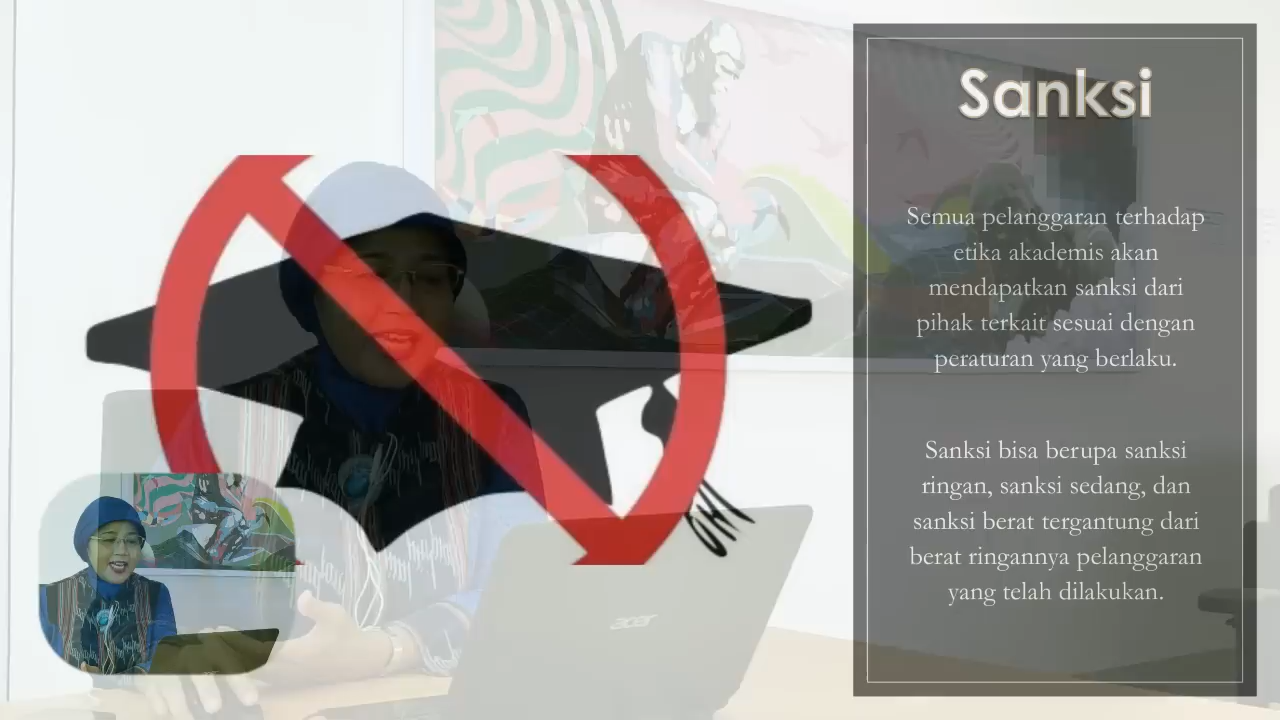 Sanksi
Semua pelanggaran terhadap
etika akademis akan
mendapatkan sanksi dari
pihak terkait sesuai dengan
peraturan yang berlaku.
Sanksi bisa berupa sanksi
ringan, sanksi sedang, dan
sanksi berat tergantung dari
berat ringannya pelanggaran
yang telah dilakukan.
acer